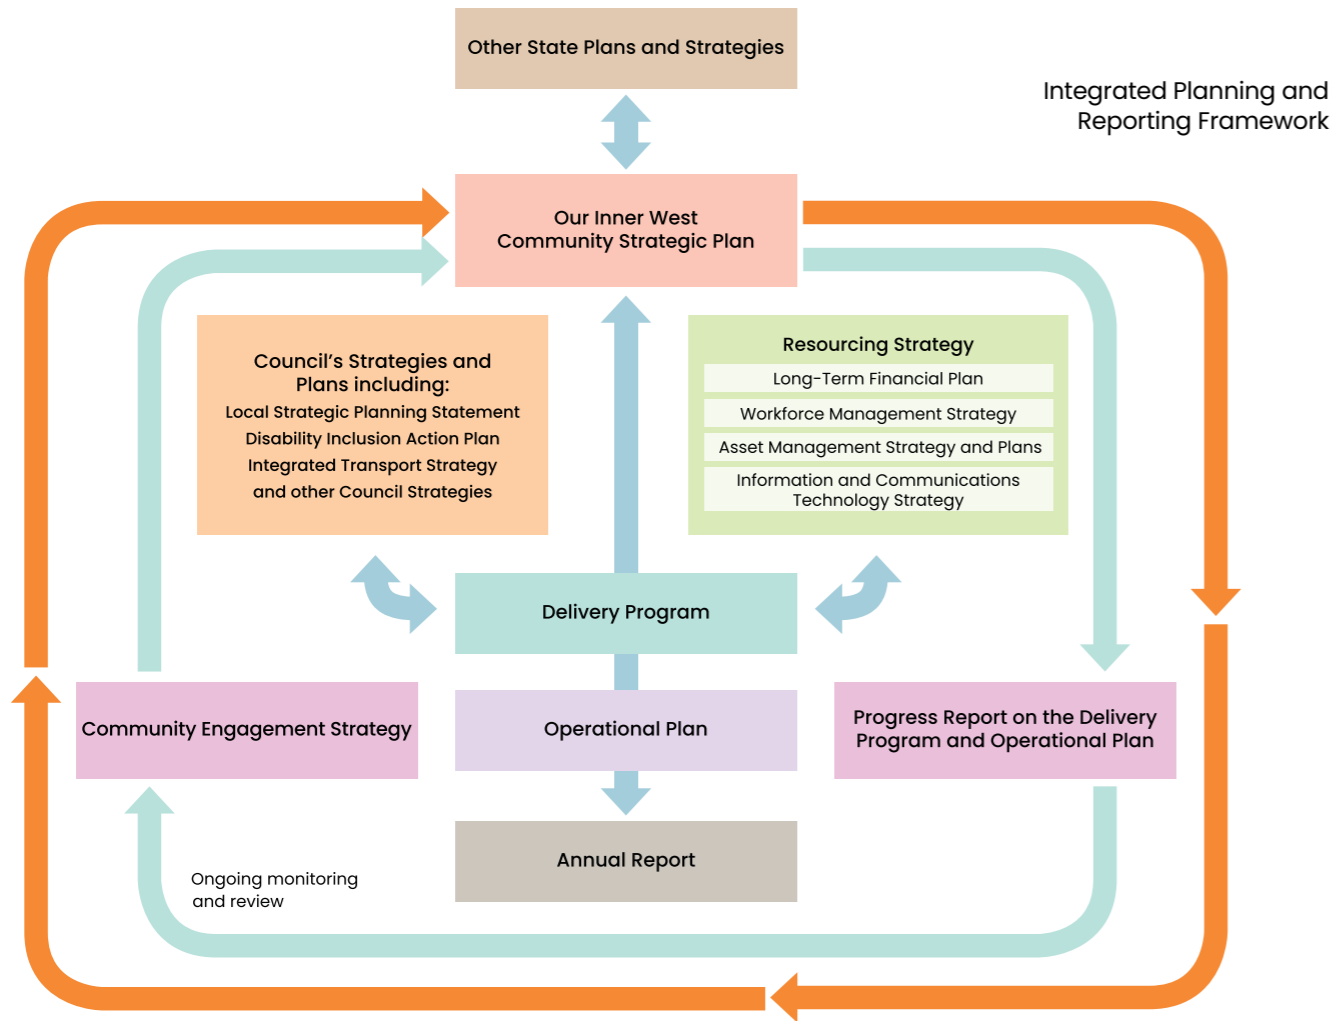 Other State Plans and Strategies
Integrated Planning and
Reporting Framework
Our Inner West
Community Strategic Plan
Council’s Strategies and
Plans including:
Local Strategic Planning Statement
Disability Inclusion Action Plan
Integrated Transport Strategy
and other Council Strategies
Resourcing Strategy
Long-Term Financial Plan
Workforce Management Strategy
Asset Management Strategy and Plans
Information and Communications
Technology Strategy
Delivery Program
Community Engagement Strategy
Operational Plan
Progress Report on the Delivery
Program and Operational Plan
Annual Report
Ongoing monitoring
and review